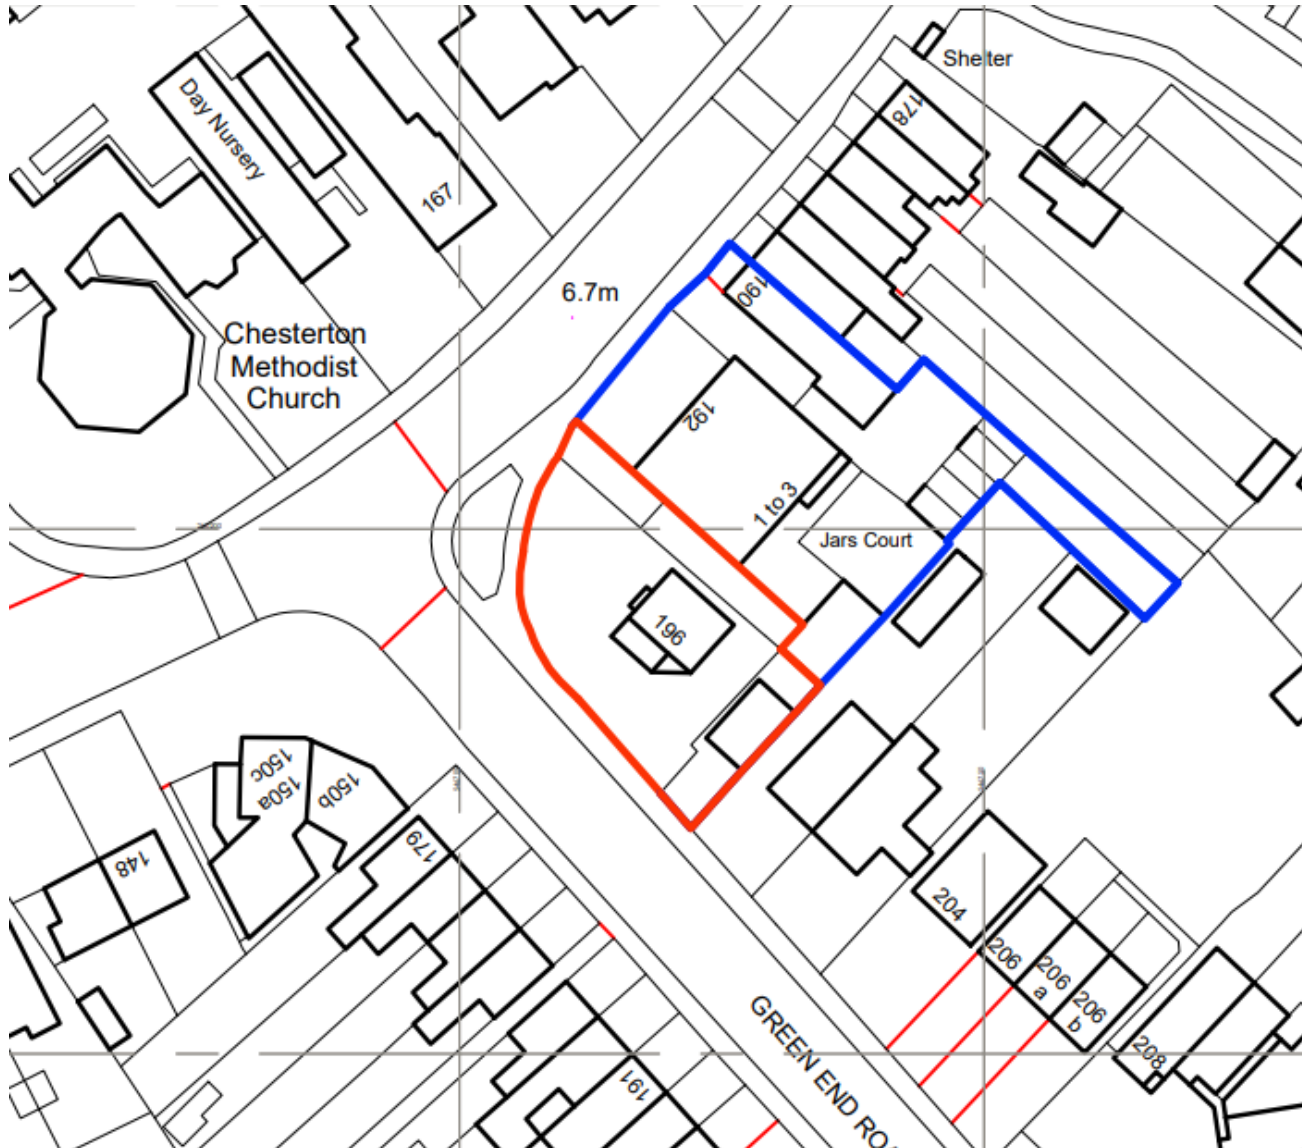 Shelter
Day Nursery
178
167
6.7m
190
Chesterton
Methodist
Church
192
1 to 3
Jars Court
196
150c
150a
150b
148
179
204
206
206
a
206
b
208
191
GREEN END ROA